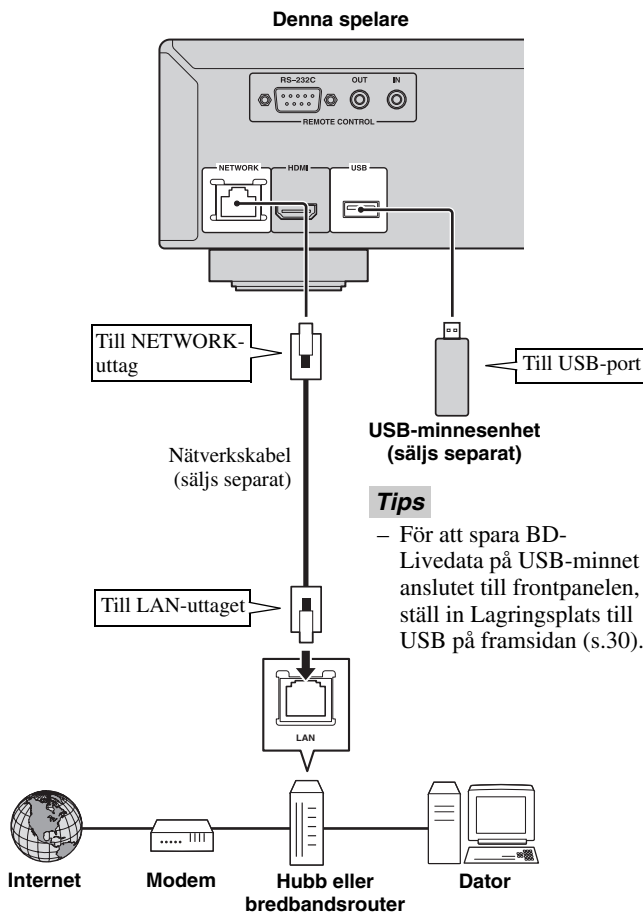 Denna spelare
RS–232C
OUT
IN
REMOTE CONTROL
NETWORK
HDMI
USB
Till NETWORK-
uttag
Till USB-port
USB-minnesenhet
(säljs separat)
Nätverkskabel
(säljs separat)
Tips
– För att spara BD-
Livedata på USB-minnet
anslutet till frontpanelen,
ställ in Lagringsplats till
USB på framsidan (s.30).
Till LAN-uttaget
LAN
Internet
Modem
Hubb eller
bredbandsrouter
Dator